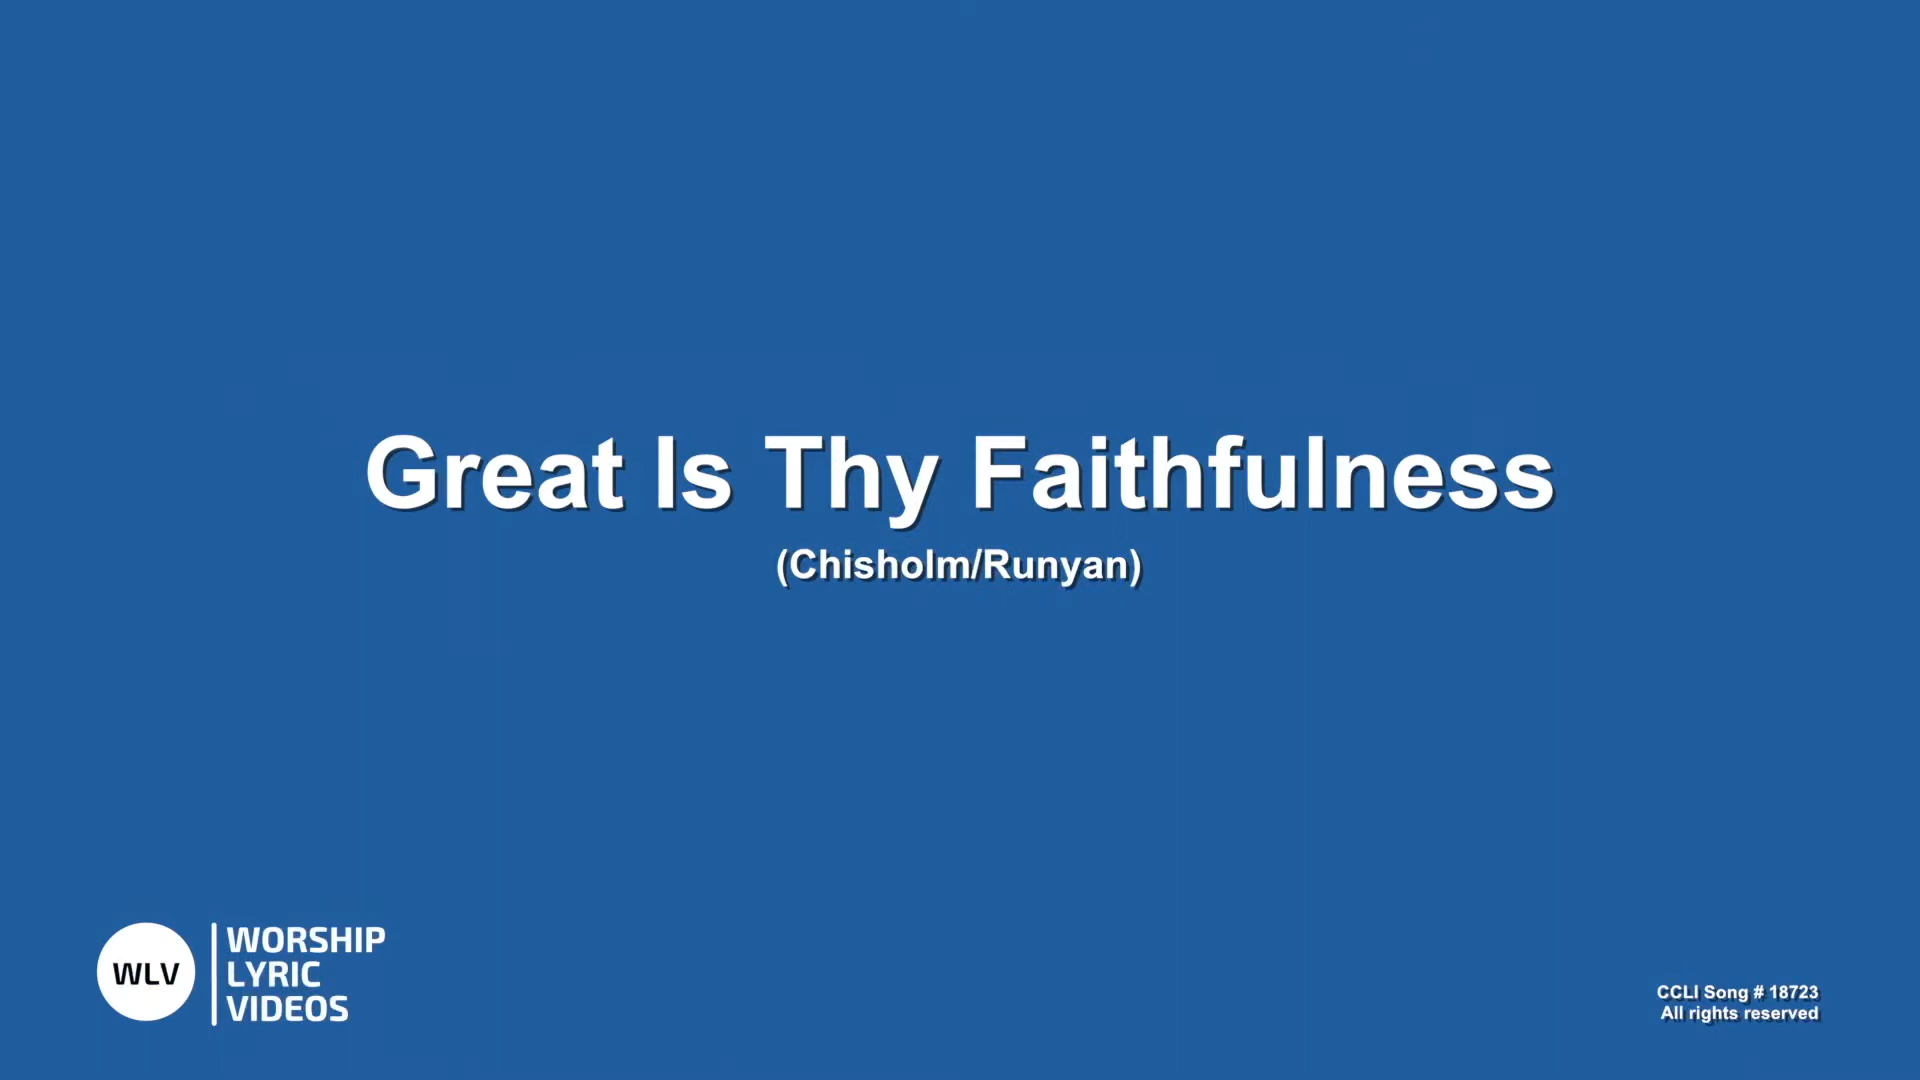 Great Is Thy Faithfulness
(Chisholm/Runyan)
WLV
WORSHIP
LYRIC
VIDEOS
CCLI Song # 18723
All rights reserved